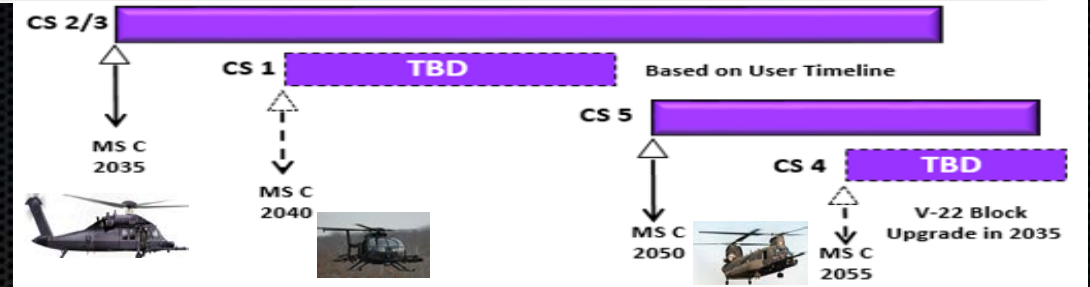 CS 2/3
CS 1
TBD
Based on User Timeline
CS 5
MS C
2035
CS 4
TBD
MS C
2040
V-22 Block
Upgrade in 2035
MS C
2050
MS C
2055